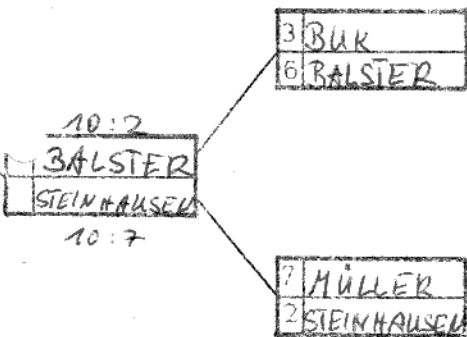 3 BUK
6 BALSTER
10:2
BALSTER
STEINHAUSEN
10:7
7 MÜLLER
2 STEINHAUSEN